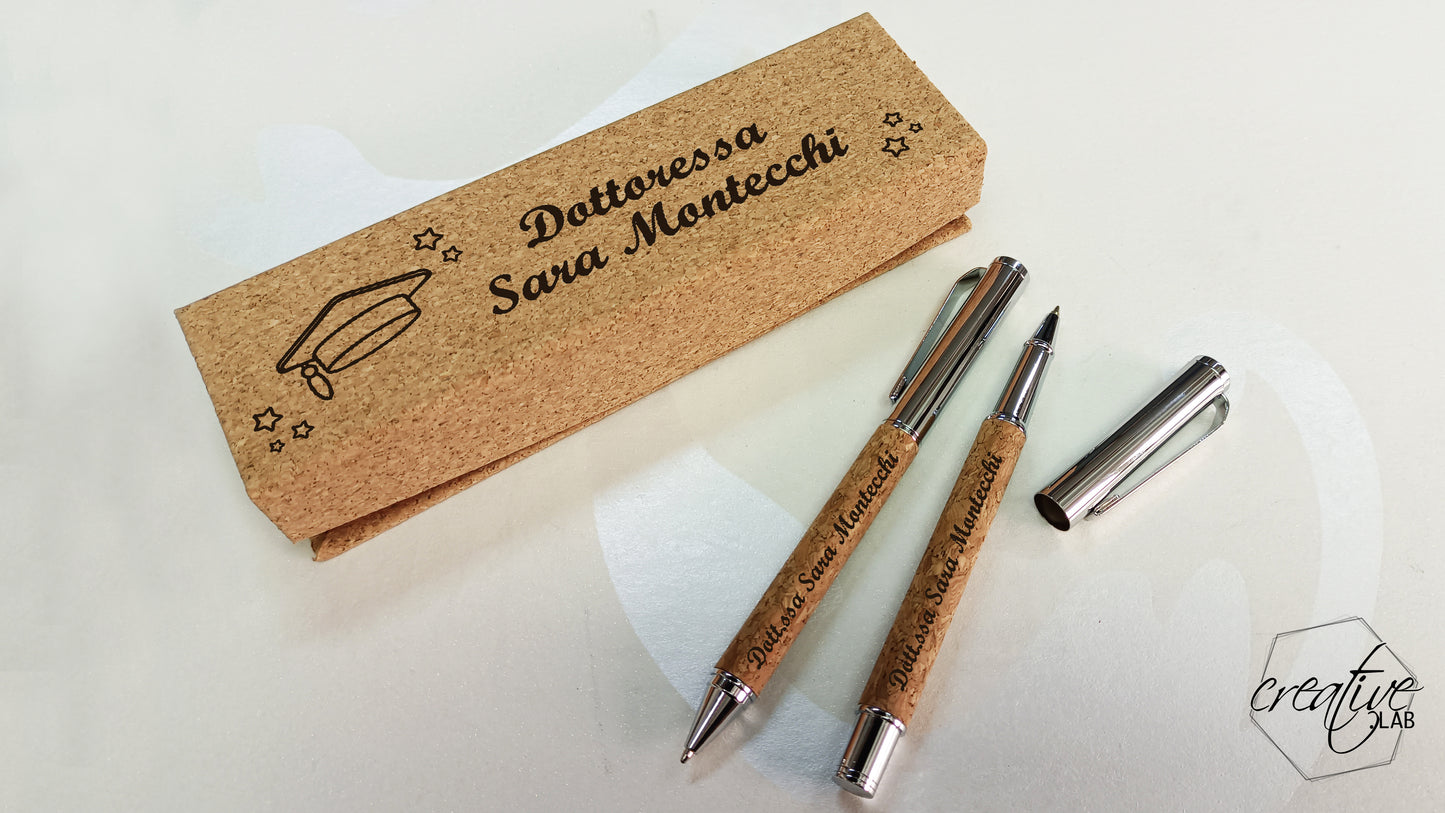 Dottoressa
Sara Montecchi
Dott.ssa Sara Montecchi
Dott.ssa Sara Montecchi
creative
LAB